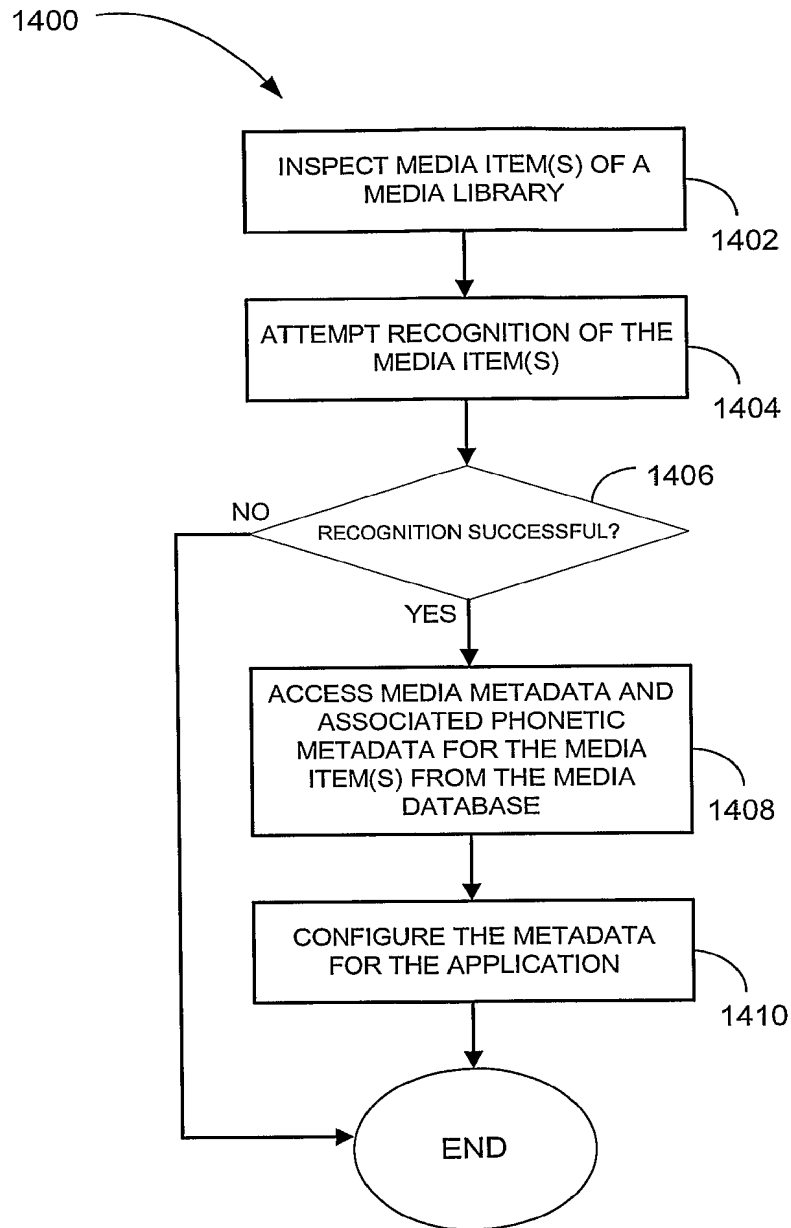 1400
INSPECT MEDIA ITEM(S) OF A
MEDIA LIBRARY
1402
ATTEMPT RECOGNITION OF THE
MEDIA ITEM(S)
1404
1406
NO
RECOGNITION SUCCESSFUL?
YES
ACCESS MEDIA METADATA AND
ASSOCIATED PHONETIC
METADATA FOR THE MEDIA
ITEM(S) FROM THE MEDIA
DATABASE
1408
CONFIGURE THE METADATA
FOR THE APPLICATION
1410
END